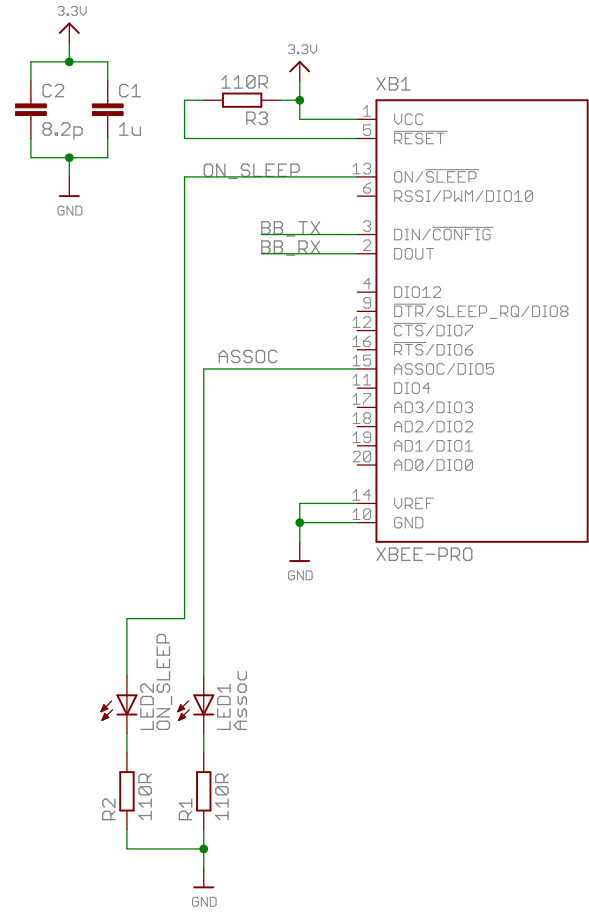 3.3V
C2
C1
8.2p
1u
GND
3.3V
110R
R3
XB1
1 VCC
5 RESET
ON_SLEEP 13 ON/SLEEP
6 RSSI/PWM/DIO10
BB_TX 3 DIN/CONFIG
BB_RX 2 DOUT
4 DIO12
9 DTR/SLEEP_RQ/DIO8
12 CTS/DIO7
16 RTS/DIO6
ASSOC 15 ASSOC/DIO5
11 DIO4
17 AD3/DIO3
18 AD2/DIO2
19 AD1/DIO1
20 AD0/DIO0
14 VREF
10 GND
XBEE-PRO
GND
LED2
ON_SLEEP
LED1
Assoc
R2
110R
R1
110R
GND